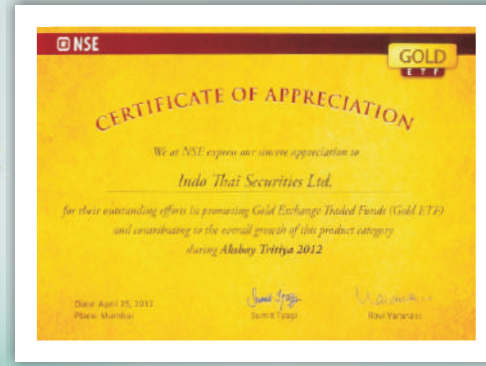 NSE
GOLD
ETF
CERTIFICATE OF APPRECIATION
We at NSE express our sincere appreciation to
Indo Thai Securities Ltd.
for their outstanding efforts in promoting Gold Exchange Traded Funds (Gold ETF)
and contributing to the overall growth of this product category
during Akshay Tritiya 2012
Date: April 25, 2012
Place: Mumbai
Sumit Tyagi
Ravi Varanasi